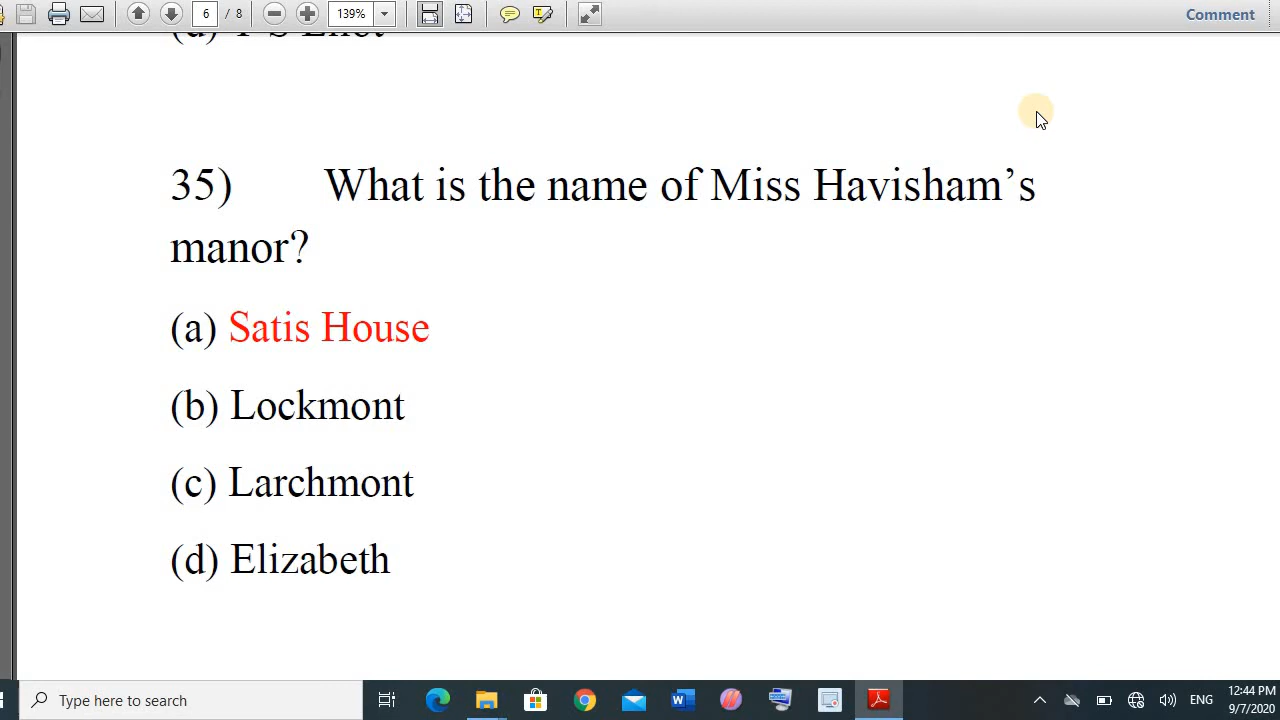 6 / 8 139% Comment
(d) T S Eliot
35) What is the name of Miss Havisham’s
manor?
(a) Satis House
(b) Lockmont
(c) Larchmont
(d) Elizabeth
Type here to search
ENG
12:44 PM
9/7/2020